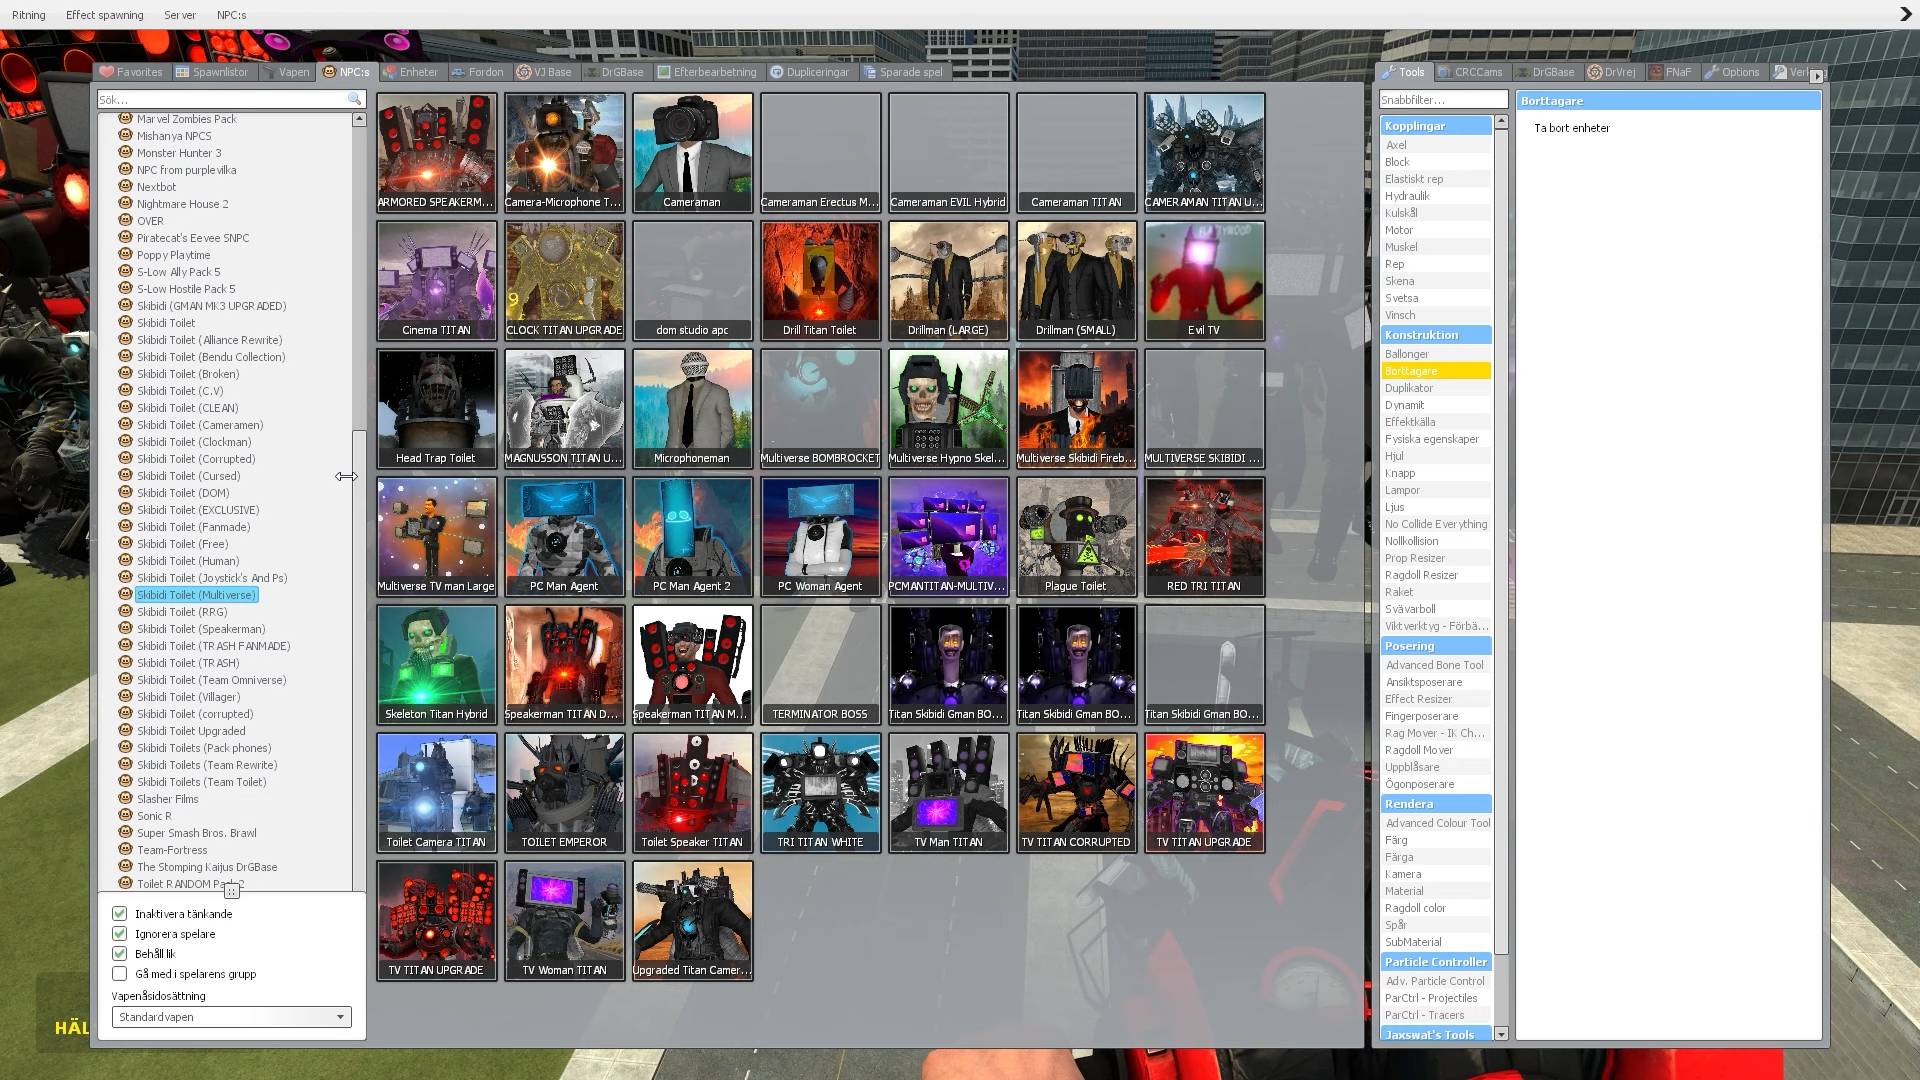 Ritning
Effect spawning
Server
NPC:s
Favorites
Spawnlistor
Vapen
NPC:s
Enheter
Fordon
VJ Base
DrGBase
Efterbearbetning
Dupliceringar
Sparade spel
Sök...
Marvel Zombies Pack
Mishanya NPCS
Monster Hunter 3
NPC from purplevilka
Nextbot
Nightmare House 2
OVER
Piratecat's Eevee SNPC
Poppy Playtime
S-Low Ally Pack 5
S-Low Hostile Pack 5
Skibidi (GMAN MK3 UPGRADED)
Skibidi Toilet
Skibidi Toilet (Alliance Rewrite)
Skibidi Toilet (Bendu Collection)
Skibidi Toilet (Broken)
Skibidi Toilet (C.V)
Skibidi Toilet (CLEAN)
Skibidi Toilet (Cameramen)
Skibidi Toilet (Clockman)
Skibidi Toilet (Corrupted)
Skibidi Toilet (Cursed)
Skibidi Toilet (DOM)
Skibidi Toilet (EXCLUSIVE)
Skibidi Toilet (Fanmade)
Skibidi Toilet (Free)
Skibidi Toilet (Human)
Skibidi Toilet (Joystick's And Ps)
Skibidi Toilet (Multiverse)
Skibidi Toilet (RRG)
Skibidi Toilet (Speakerman)
Skibidi Toilet (TRASH FANMADE)
Skibidi Toilet (TRASH)
Skibidi Toilet (Team Omniverse)
Skibidi Toilet (Villager)
Skibidi Toilet (corrupted)
Skibidi Toilet Upgraded
Skibidi Toilets (Pack phones)
Skibidi Toilets (Team Rewrite)
Skibidi Toilets (Team Toilet)
Slasher Films
Sonic R
Super Smash Bros. Brawl
Team-Fortress
The Stomping Kaijus DrGBase
Toilet RANDOM Pack 2
Inaktivera tänkande
Ignorera spelare
Behåll lik
Gå med i spelarens grupp
Vapenåsidosättning
Standardvapen
HÄL
ARMORED SPEAKERM...
Camera-Microphone T...
Cameraman
Cameraman Erectus M...
Cameraman EVIL Hybrid
Cameraman TITAN
CAMERAMAN TITAN U...
Cinema TITAN
CLOCK TITAN UPGRADE
dom studio apc
Drill Titan Toilet
Drillman (LARGE)
Drillman (SMALL)
Evil TV
Head Trap Toilet
MAGNUSSON TITAN U...
Microphoneman
Multiverse BOMBROCKET
Multiverse Hypno Skel...
Multiverse Skibidi Fireb...
MULTIVERSE SKIBIDI ...
Multiverse TV man Large
PC Man Agent
PC Man Agent 2
PC Woman Agent
PCMANTITAN-MULTIV...
Plague Toilet
RED TRI TITAN
Skeleton Titan Hybrid
Speakerman TITAN D...
Speakerman TITAN M...
TERMINATOR BOSS
Titan Skibidi Gman BO...
Titan Skibidi Gman BO...
Titan Skibidi Gman BO...
Toilet Camera TITAN
TOILET EMPEROR
Toilet Speaker TITAN
TRI TITAN WHITE
TV Man TITAN
TV TITAN CORRUPTED
TV TITAN UPGRADE
TV TITAN UPGRADE
TV Woman TITAN
Upgraded Titan Camer...
Tools
CRCCams
DrGBase
DrVrej
FNaF
Options
Snabbfilter...
Kopplingar
Axel
Block
Elastiskt rep
Hydraulik
Kulskål
Motor
Muskel
Rep
Skena
Svetsa
Vinsch
Konstruktion
Ballonger
Borttagare
Duplikator
Dynamit
Effektkälla
Fysiska egenskaper
Hjul
Knapp
Lampor
Ljus
No Collide Everything
Nollkollision
Prop Resizer
Ragdoll Resizer
Raket
Svävarboll
Viktverktyg - Förbä...
Posering
Advanced Bone Tool
Ansiktsposerare
Effect Resizer
Fingerposerare
Rag Mover - IK Ch...
Ragdoll Mover
Uppblåsare
Ögonposerare
Rendera
Advanced Colour Tool
Färg
Färga
Kamera
Material
Ragdoll color
Spår
SubMaterial
Particle Controller
Adv. Particle Control
ParCtrl - Projectiles
ParCtrl - Tracers
Jaxswat's Tools
Borttagare
Ta bort enheter